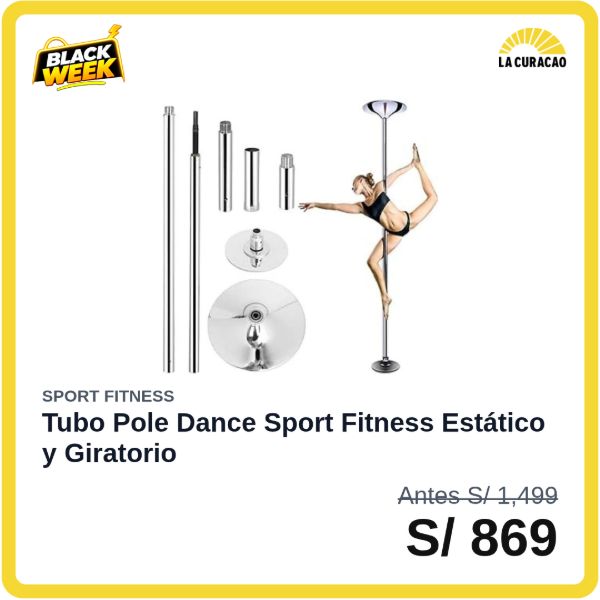 BLACK
WEEK
LA CURACAO
SPORT FITNESS
Tubo Pole Dance Sport Fitness Estático
y Giratorio
Antes S/ 1,499
S/ 869